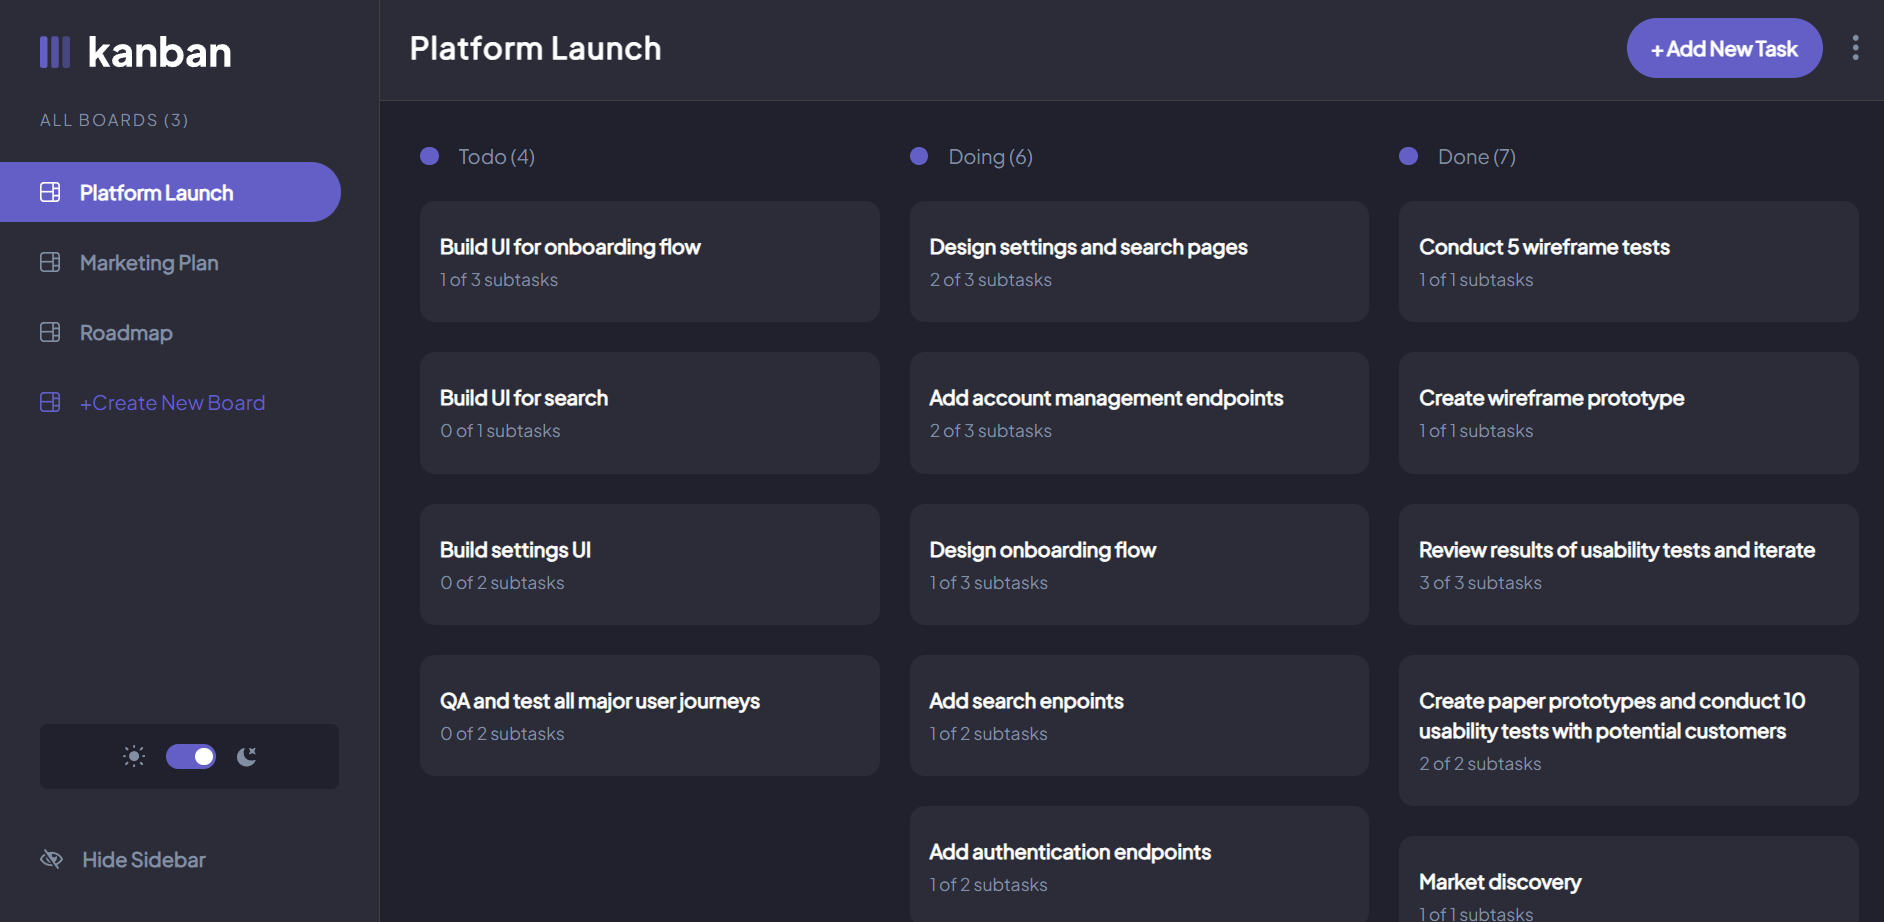 kanban
ALL BOARDS (3)
Platform Launch
Marketing Plan
Roadmap
+Create New Board
Hide Sidebar
Platform Launch
+ Add New Task
Todo (4)
Build UI for onboarding flow
1 of 3 subtasks
Build UI for search
0 of 1 subtasks
Build settings UI
0 of 2 subtasks
QA and test all major user journeys
0 of 2 subtasks
Doing (6)
Design settings and search pages
2 of 3 subtasks
Add account management endpoints
2 of 3 subtasks
Design onboarding flow
1 of 3 subtasks
Add search enpoints
1 of 2 subtasks
Add authentication endpoints
1 of 2 subtasks
Done (7)
Conduct 5 wireframe tests
1 of 1 subtasks
Create wireframe prototype
1 of 1 subtasks
Review results of usability tests and iterate
3 of 3 subtasks
Create paper prototypes and conduct 10
usability tests with potential customers
2 of 2 subtasks
Market discovery
1 of 1 subtasks